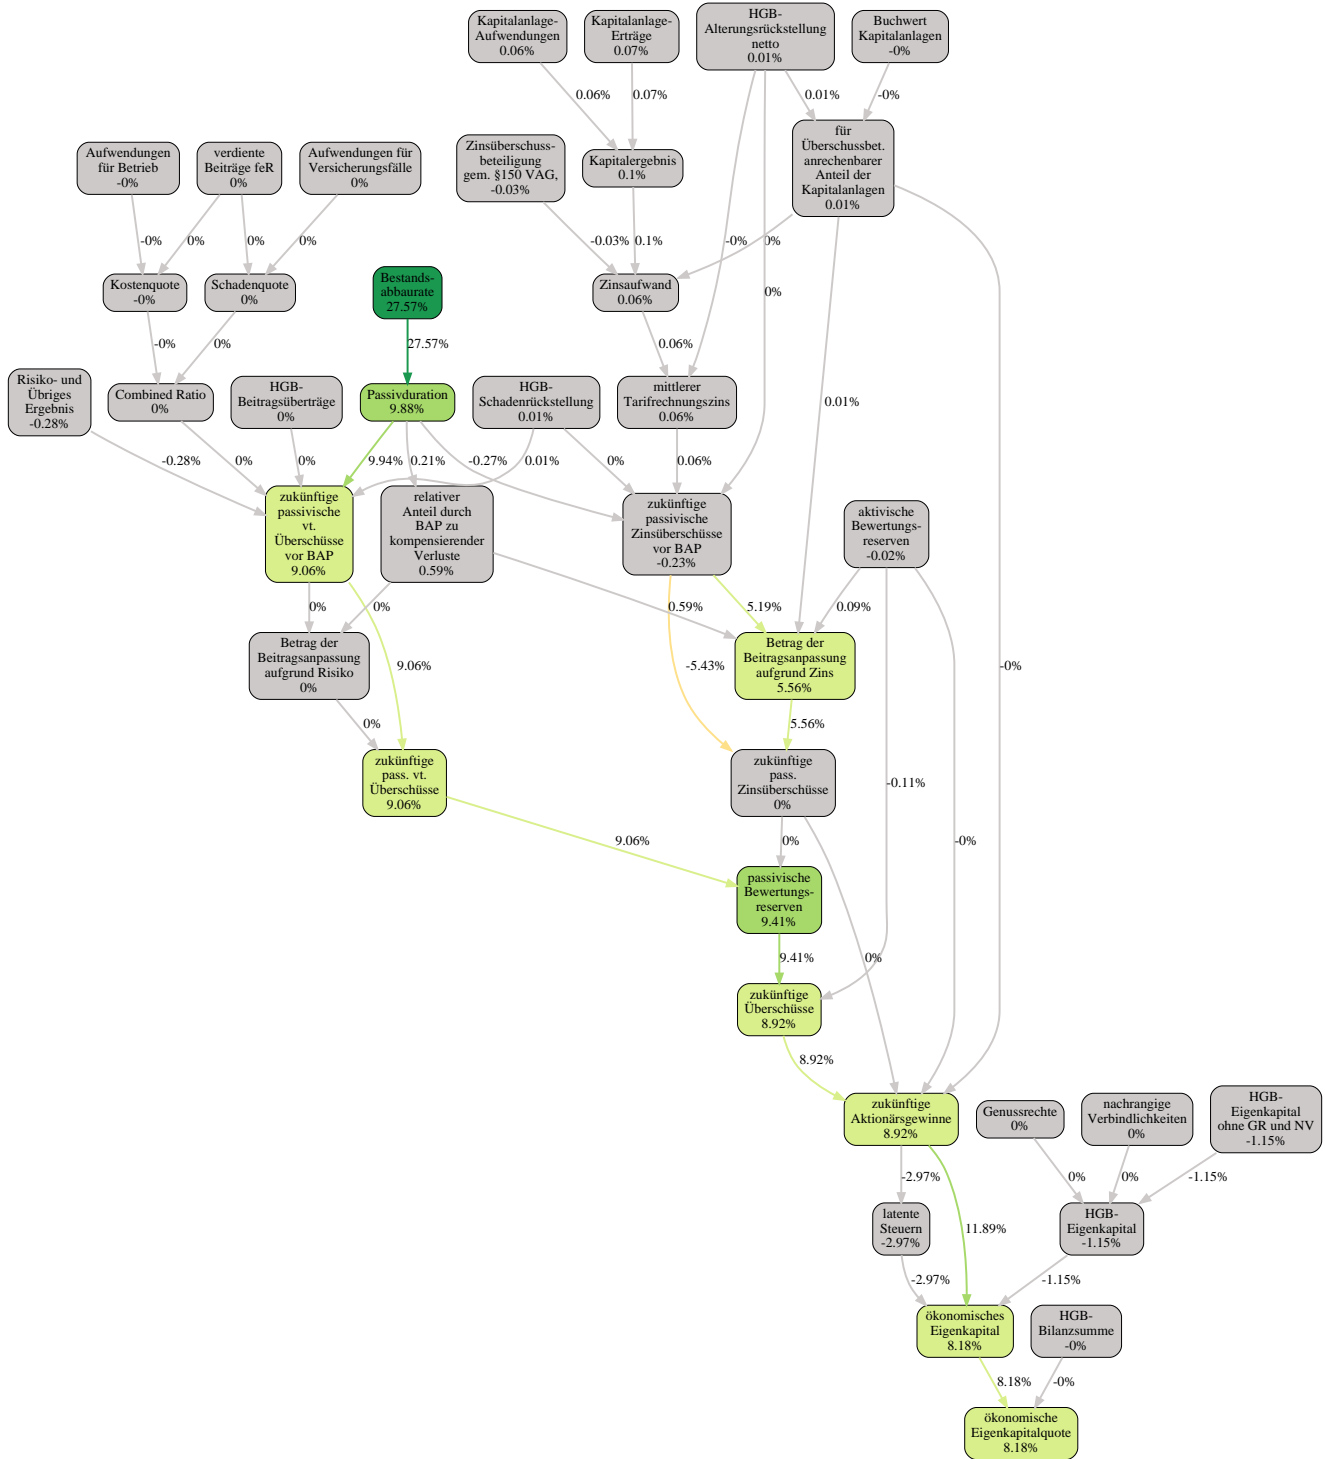 Kapitalanlage-
Aufwendungen
0.06%
Kapitalanlage-
Erträge
0.07%
HGB-
Alterungsrückstellung
netto
0.01%
Buchwert
Kapitalanlagen
-0%
0.06%
0.07%
0.01%
-0%
Aufwendungen
für Betrieb
-0%
verdiente
Beiträge feR
0%
Aufwendungen für
Versicherungsfälle
0%
Zinsüberschuss-
beteiligung
gem. §150 VAG,
-0.03%
Kapitalergebnis
0.1%
für
Überschussbet.
anrechenbarer
Anteil der
Kapitalanlagen
0.01%
-0%
0%
0%
0%
-0.03%
0.1%
-0%
0%
Kostenquote
-0%
Schadenquote
0%
Bestands-
abbaurate
27.57%
Zinsaufwand
0.06%
0%
-0%
0%
27.57%
0.06%
Risiko- und
Übriges
Ergebnis
-0.28%
Combined Ratio
0%
HGB-
Beitragsüberträge
0%
Passivduration
9.88%
HGB-
Schadenrückstellung
0.01%
mittlerer
Tarifrechnungszins
0.06%
0.01%
-0.28%
0%
0%
9.94%
0.21%
-0.27%
0.01%
0%
0.06%
zukünftige
passivische
vt.
Überschüsse
vor BAP
9.06%
relativer
Anteil durch
BAP zu
kompensierender
Verluste
0.59%
zukünftige
passivische
Zinsüberschüsse
vor BAP
-0.23%
aktivische
Bewertungs-
reserven
-0.02%
0%
0%
0.59%
5.19%
0.09%
Betrag der
Beitragsanpassung
aufgrund Risiko
0%
9.06%
-5.43%
Betrag der
Beitragsanpassung
aufgrund Zins
5.56%
-0%
0%
5.56%
zukünftige
pass. vt.
Überschüsse
9.06%
zukünftige
pass.
Zinsüberschüsse
0%
-0.11%
9.06%
0%
-0%
passivische
Bewertungs-
reserven
9.41%
9.41%
0%
zukünftige
Überschüsse
8.92%
8.92%
zukünftige
Aktionärsgewinne
8.92%
Genussrechte
0%
nachrangige
Verbindlichkeiten
0%
HGB-
Eigenkapital
ohne GR und NV
-1.15%
-2.97%
0%
0%
-1.15%
latente
Steuern
-2.97%
11.89%
HGB-
Eigenkapital
-1.15%
-2.97%
-1.15%
ökonomisches
Eigenkapital
8.18%
HGB-
Bilanzsumme
-0%
8.18%
-0%
ökonomische
Eigenkapitalquote
8.18%